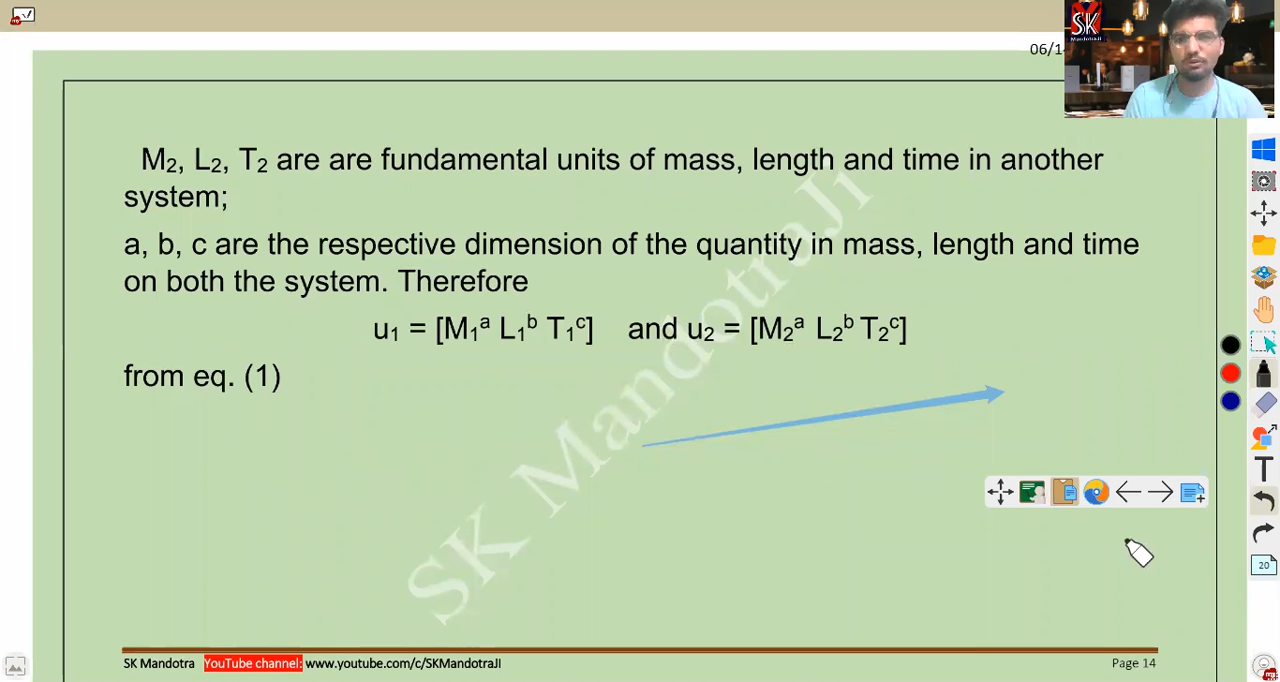 SK
MandotraJi
06/1
M₂, L₂, T₂ are are fundamental units of mass, length and time in another
system;
a, b, c are the respective dimension of the quantity in mass, length and time
on both the system. Therefore
u₁ = [M₁ᵃ L₁ᵇ T₁ᶜ] and u₂ = [M₂ᵃ L₂ᵇ T₂ᶜ]
from eq. (1)
SK MandotraJi
20
SK Mandotra YouTube channel: www.youtube.com/c/SKMandotraJI Page 14